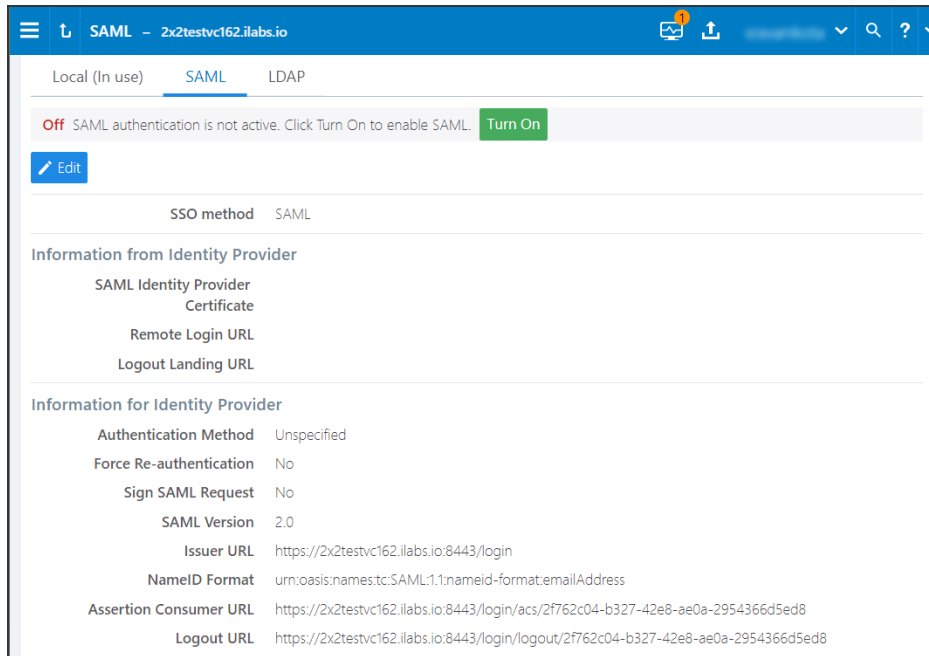 SAML – 2x2testvc162.ilabs.io
1
?
Local (In use) SAML LDAP
Off SAML authentication is not active. Click Turn On to enable SAML. Turn On
Edit
SSO method SAML
Information from Identity Provider
SAML Identity Provider
Certificate
Remote Login URL
Logout Landing URL
Information for Identity Provider
Authentication Method Unspecified
Force Re-authentication No
Sign SAML Request No
SAML Version 2.0
Issuer URL https://2x2testvc162.ilabs.io:8443/login
NameID Format urn:oasis:names:tc:SAML:1.1:nameid-format:emailAddress
Assertion Consumer URL https://2x2testvc162.ilabs.io:8443/login/acs/2f762c04-b327-42e8-ae0a-2954366d5ed8
Logout URL https://2x2testvc162.ilabs.io:8443/login/logout/2f762c04-b327-42e8-ae0a-2954366d5ed8